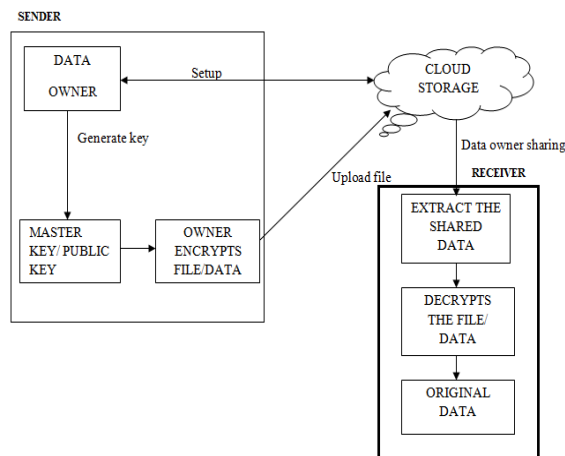 SENDER
DATA
OWNER
Setup
CLOUD
STORAGE
Generate key
Data owner sharing
Upload file
RECEIVER
MASTER
KEY/ PUBLIC
KEY
OWNER
ENCRYPTS
FILE/DATA
EXTRACT THE
SHARED
DATA
DECRYPTS
THE FILE/
DATA
ORIGINAL
DATA